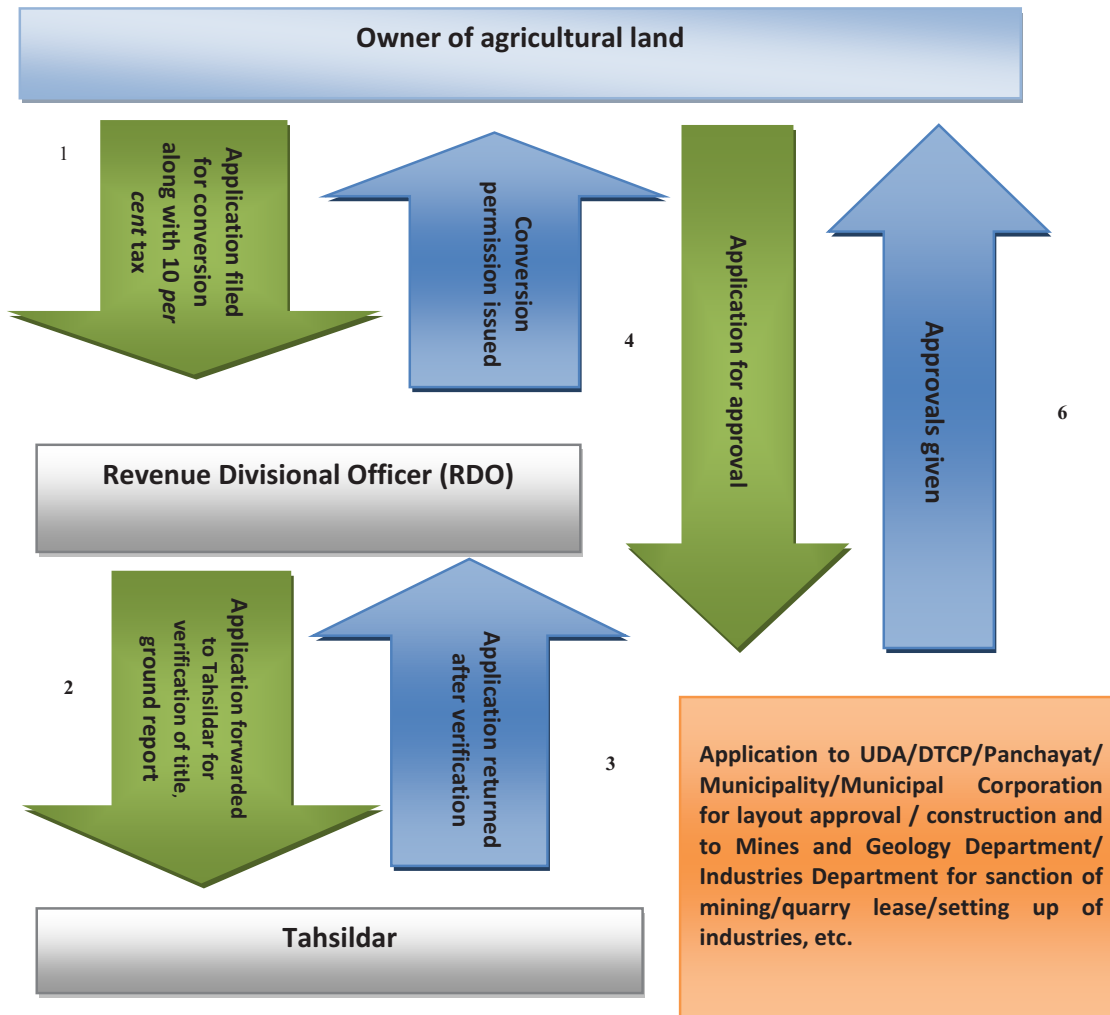 Owner of agricultural land
1
Application filed
for conversion
along with 10 per
cent tax
Conversion
permission issued
4
Application for approval
Approvals given
6
Revenue Divisional Officer (RDO)
2
Application forwarded
to Tahsildar for
verification of title,
ground report
Application returned
after verification
3
Tahsildar
Application to UDA/DTCP/Panchayat/
Municipality/Municipal Corporation
for layout approval / construction and
to Mines and Geology Department/
Industries Department for sanction of
mining/quarry lease/setting up of
industries, etc.